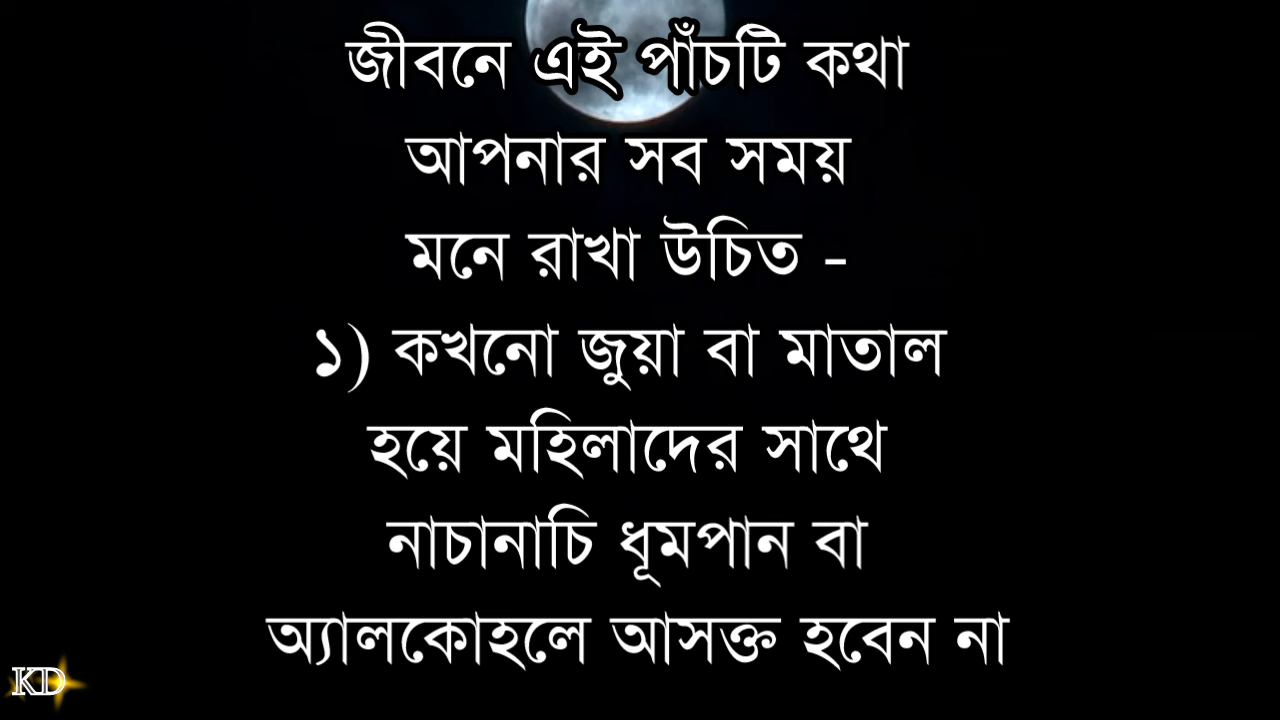 জীবনে এই পাঁচটি কথা
আপনার সব সময়
মনে রাখা উচিত -
১) কখনো জুয়া বা মাতাল
হয়ে মহিলাদের সাথে
নাচানাচি ধূমপান বা
অ্যালকোহলে আসক্ত হবেন না
KD